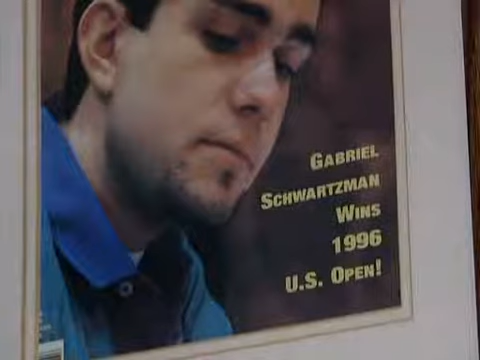 GABRIEL
SCHWARTZMAN
WINS
1996
U.S. OPEN!